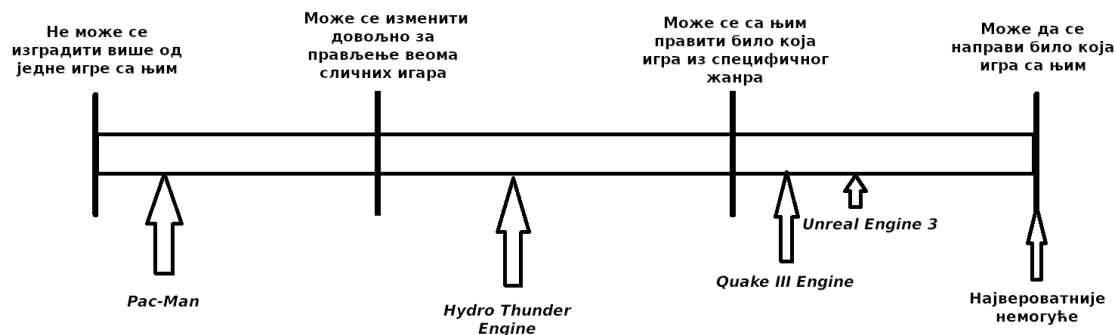 Не може се
изградити више од
једне игре са њим
Може се изменити
довољно за
прављење веома
сличних игара
Може се са њим
правити било која
игра из специфичног
жанра
Може да се
направи било која
игра са њим
Pac-Man
Hydro Thunder
Engine
Quake III Engine
Unreal Engine 3
Највероватније
немогуће